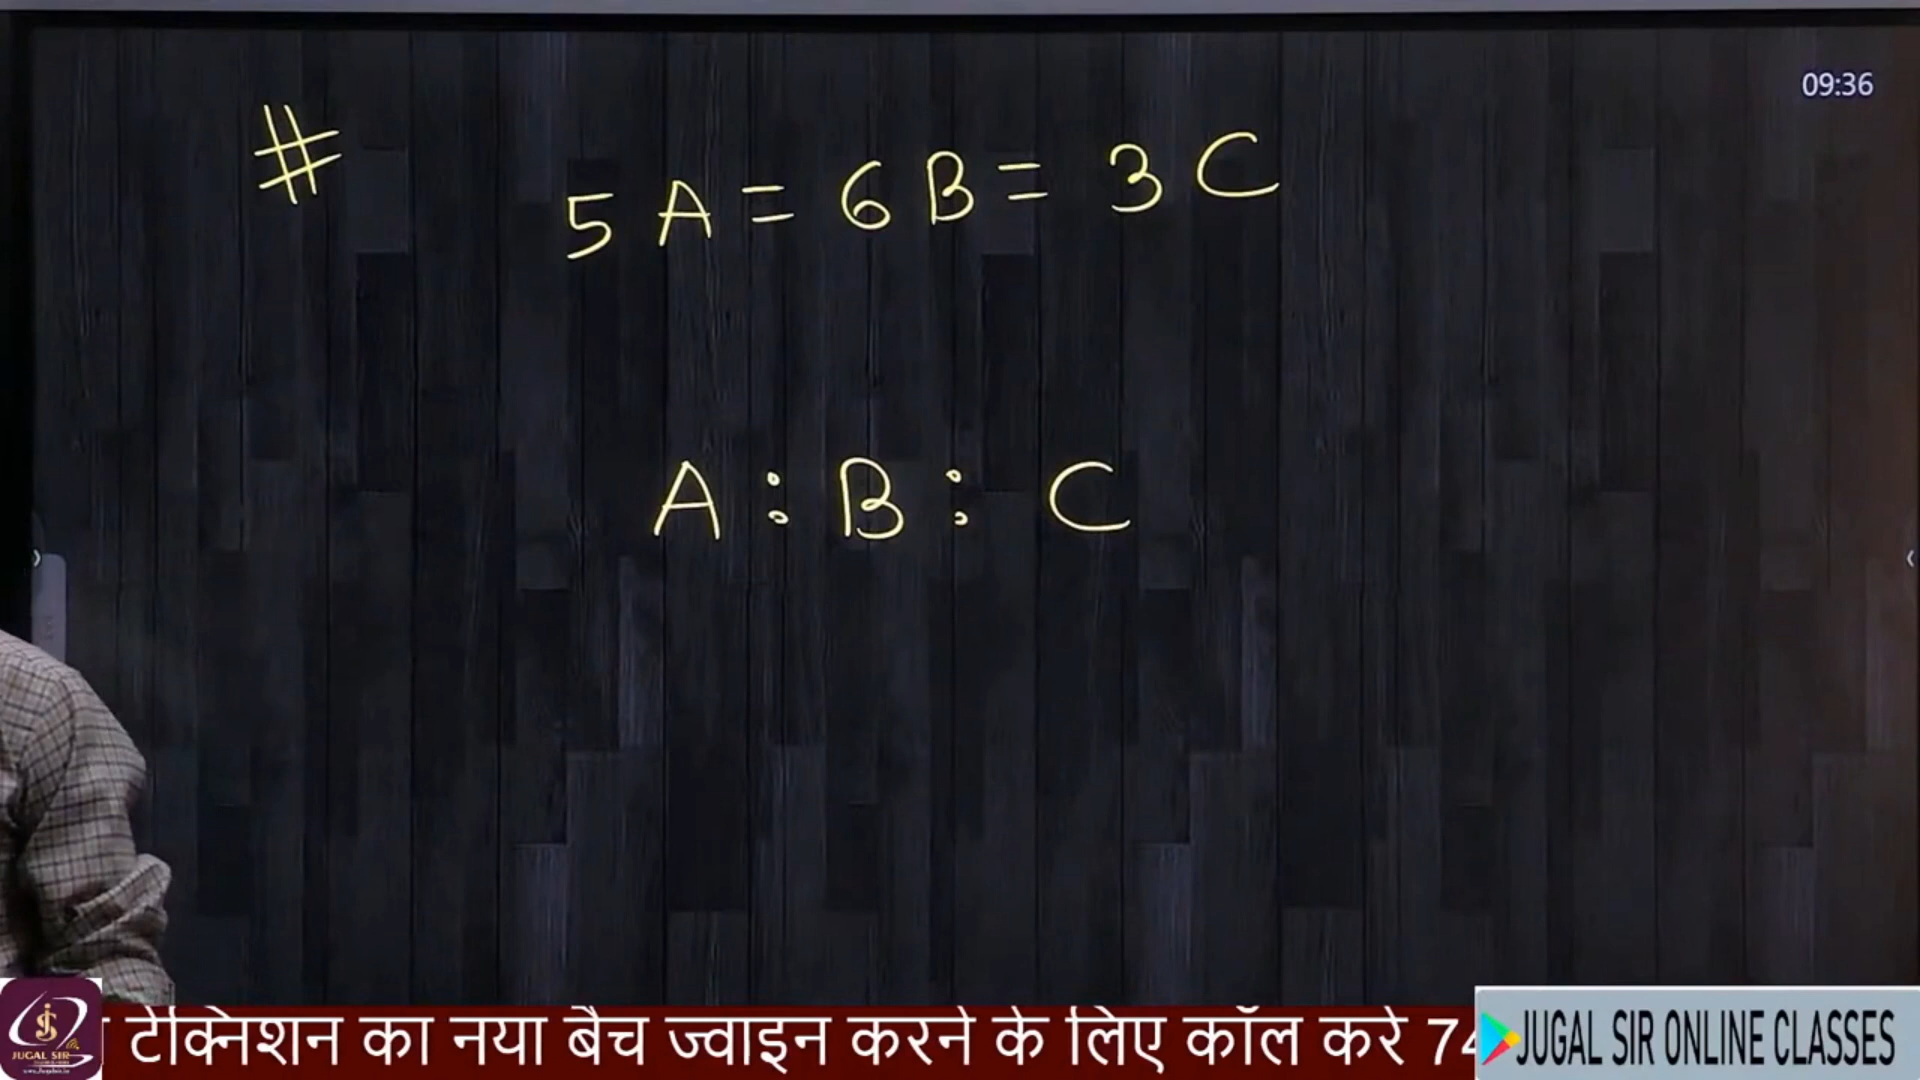 09:36
# 5A = 6B = 3C
A : B : C
टेक्निशन का नया बैच ज्वाइन करने के लिए कॉल करे 74
JUGAL SIR ONLINE CLASSES
JUGAL SIR